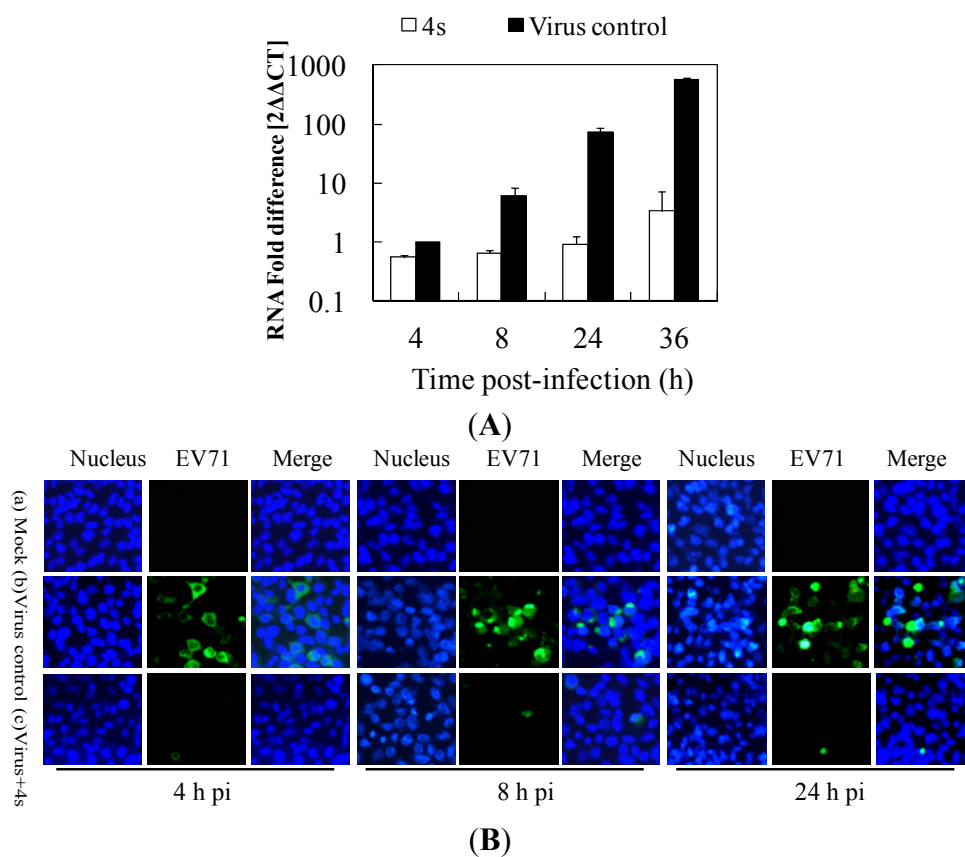 4s Virus control
RNA Fold difference [2ΔΔCT]
1000
100
10
1
0.1
4 8 24 36
Time post-infection (h)
(A)
Nucleus EV71 Merge Nucleus EV71 Merge Nucleus EV71 Merge
(a) Mock (b)Virus control (c)Virus+4s
4 h pi 8 h pi 24 h pi
(B)